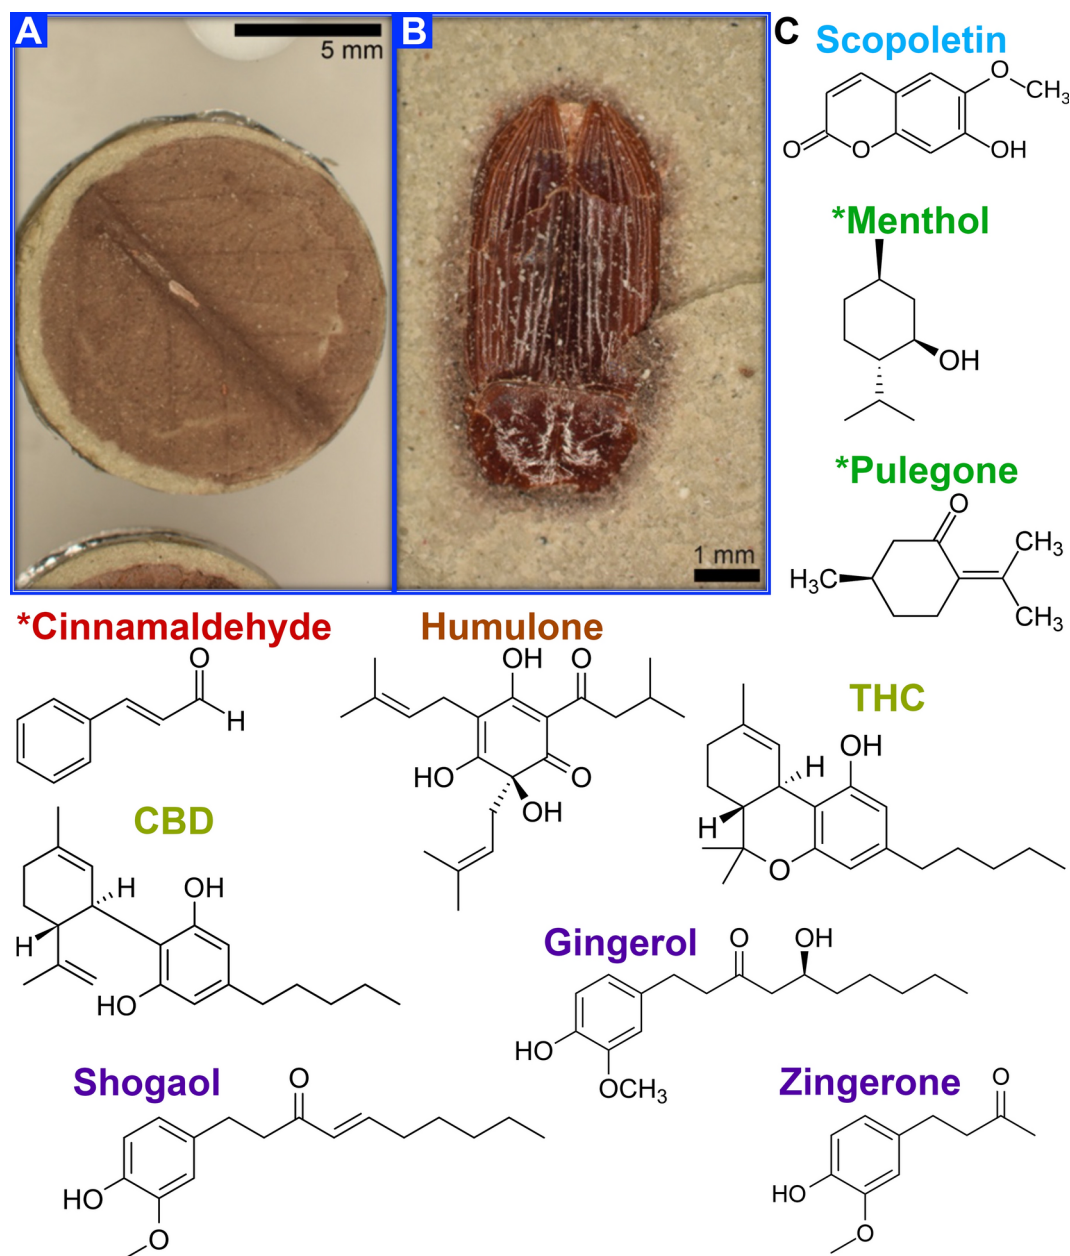 A
5 mm
B
1 mm
C
Scopoletin
O
CH3
O
O
OH
*Menthol
OH
*Pulegone
O
CH3
H3C
CH3
*Cinnamaldehyde
O
H
Humulone
OH
O
HO
O
OH
THC
OH
H
H
O
CBD
H
OH
H
HO
Gingerol
O
OH
HO
OCH3
Shogaol
O
HO
O
Zingerone
O
HO
O